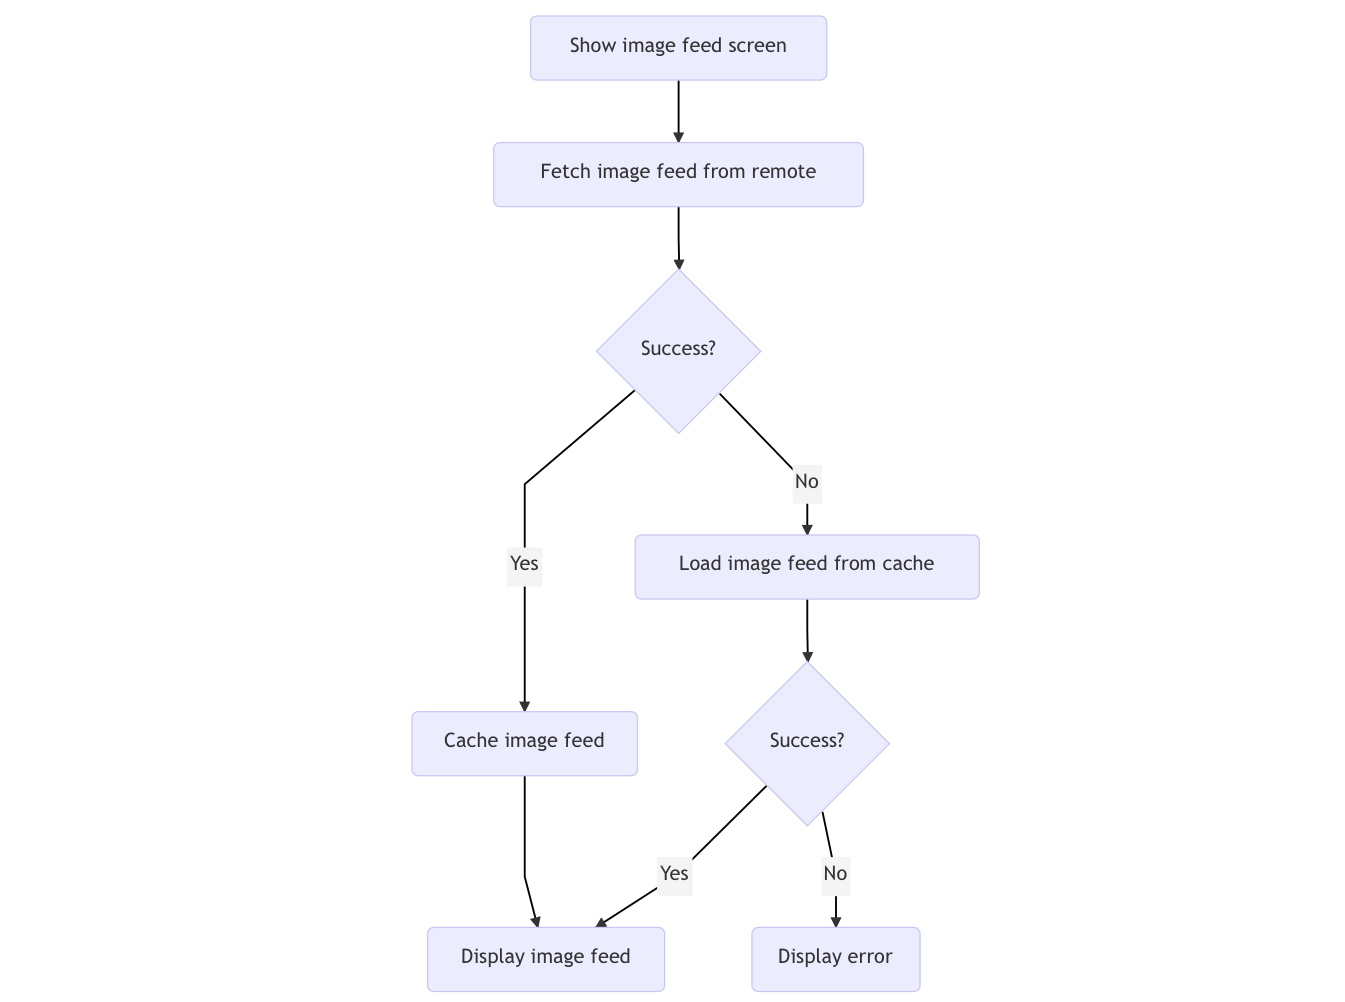 Show image feed screen
Fetch image feed from remote
Success?
No
Yes
Load image feed from cache
Cache image feed
Success?
Yes
No
Display image feed
Display error